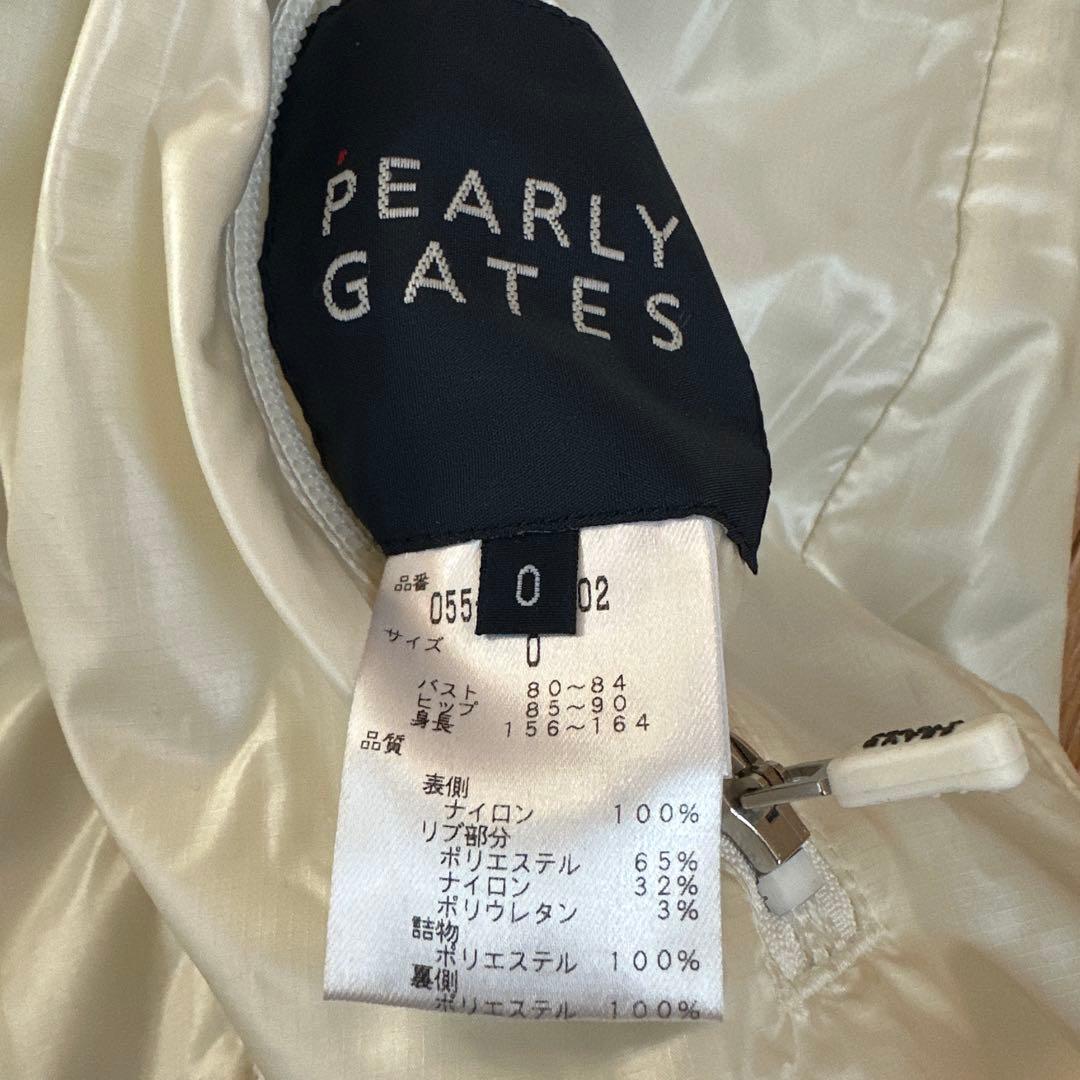 PEARLY
GATES
0
品番
055 02
サイズ 0
バスト 80～84
ヒップ 85～90
身長 156～164
品質
表側
ナイロン 100%
リブ部分
ポリエステル 65%
ナイロン 32%
ポリウレタン 3%
詰物
ポリエステル 100%
裏側
ポリエステル 100%